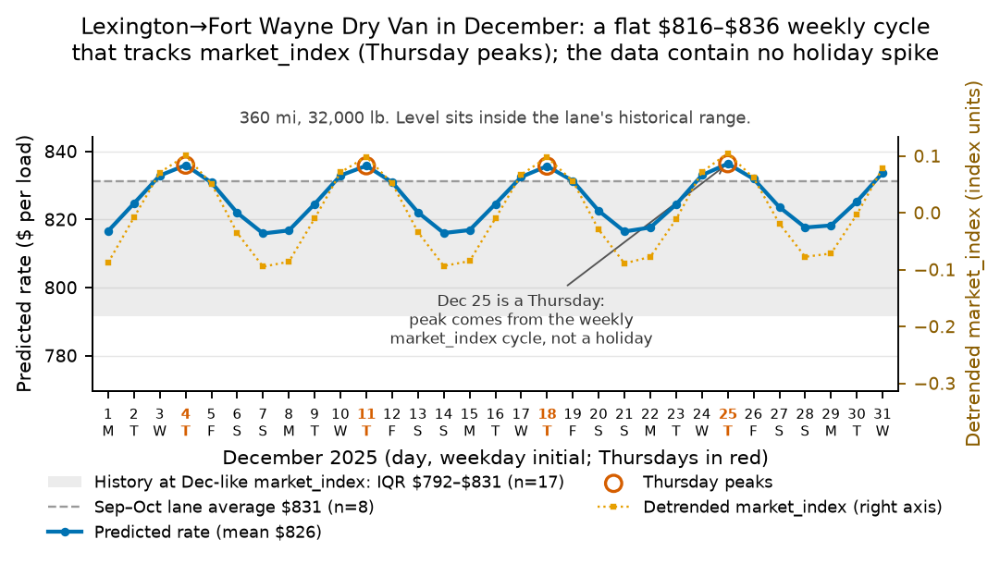 Lexington→Fort Wayne Dry Van in December: a flat $816–$836 weekly cycle
that tracks market_index (Thursday peaks); the data contain no holiday spike
360 mi, 32,000 lb. Level sits inside the lane's historical range.
Predicted rate ($ per load)
840
820
800
780
Detrended market_index (index units)
0.1
0.0
−0.1
−0.2
−0.3
Dec 25 is a Thursday:
peak comes from the weekly
market_index cycle, not a holiday
1 2 3 4 5 6 7 8 9 10 11 12 13 14 15 16 17 18 19 20 21 22 23 24 25 26 27 28 29 30 31
M T W T F S S M T W T F S S M T W T F S S M T W T F S S M T W
December 2025 (day, weekday initial; Thursdays in red)
History at Dec-like market_index: IQR $792–$831 (n=17)
Sep–Oct lane average $831 (n=8)
Predicted rate (mean $826)
Thursday peaks
Detrended market_index (right axis)